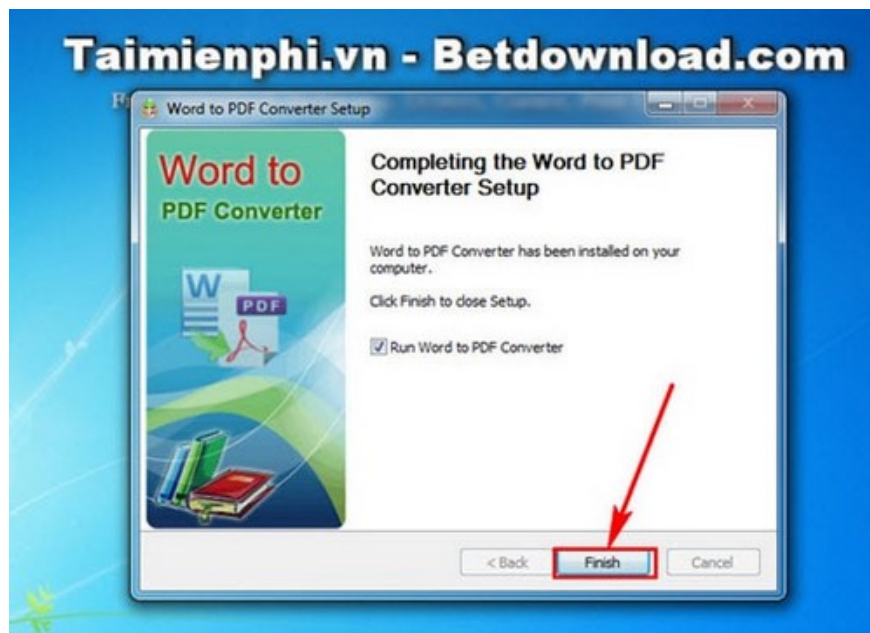 Taimienphi.vn - Betdownload.com
Word to PDF Converter Setup
Word to
PDF Converter
W
PDF
Completing the Word to PDF
Converter Setup
Word to PDF Converter has been installed on your
computer.
Click Finish to close Setup.
Run Word to PDF Converter
< Back
Finish
Cancel